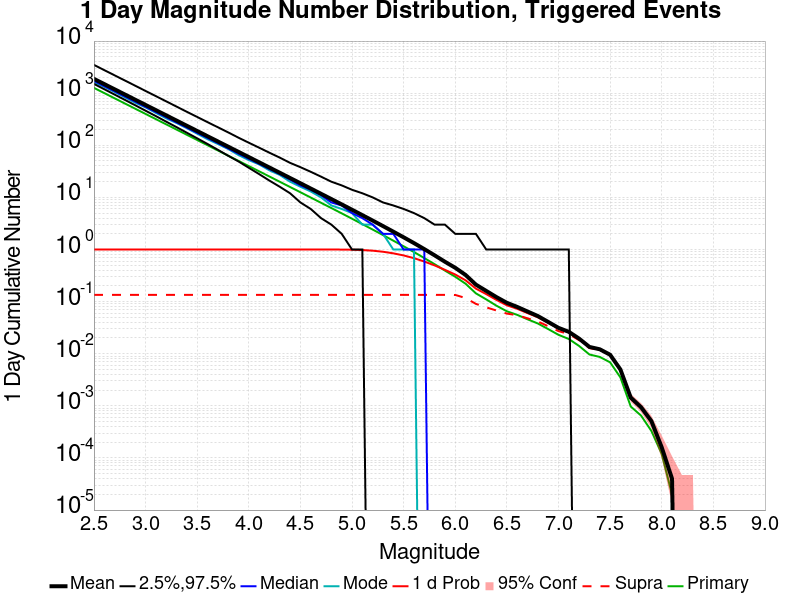 1 Day Magnitude Number Distribution, Triggered Events
1 Day Cumulative Number
10^4
10^3
10^2
10^1
10^0
10^-1
10^-2
10^-3
10^-4
10^-5
2.5 3.0 3.5 4.0 4.5 5.0 5.5 6.0 6.5 7.0 7.5 8.0 8.5 9.0
Magnitude
Mean 2.5%,97.5% Median Mode 1 d Prob 95% Conf Supra Primary